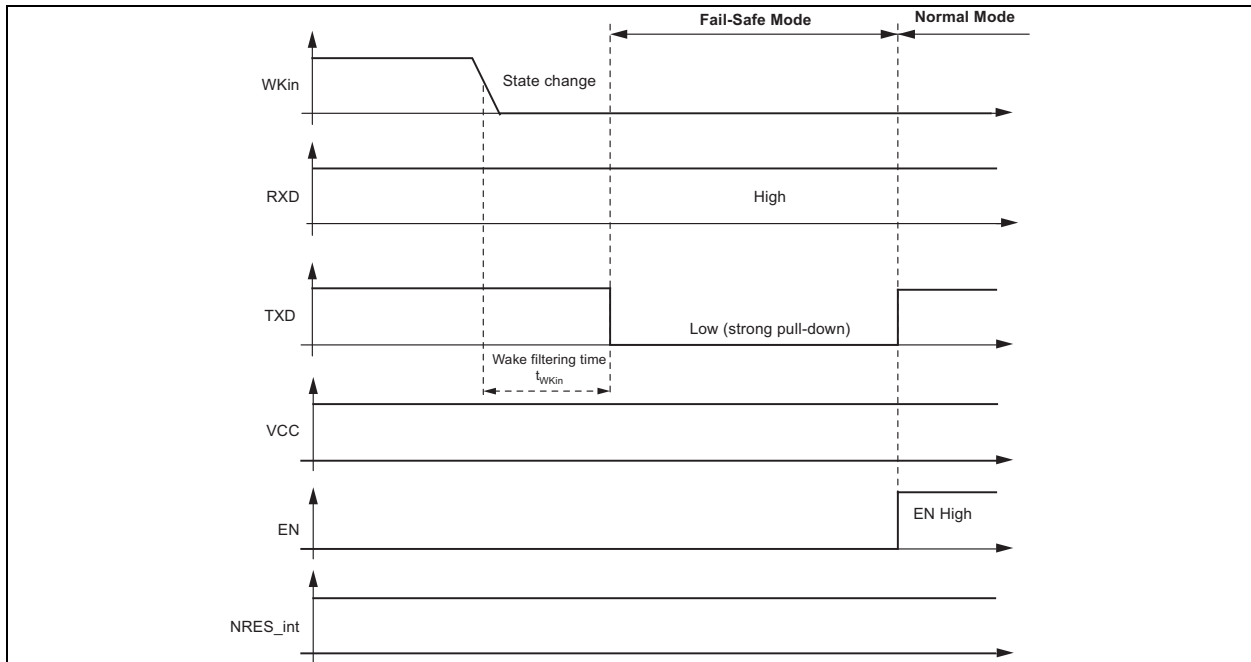 Fail-Safe Mode
Normal Mode
WKin
State change
RXD
High
TXD
Low (strong pull-down)
Wake filtering time
tWKin
VCC
EN
EN High
NRES_int